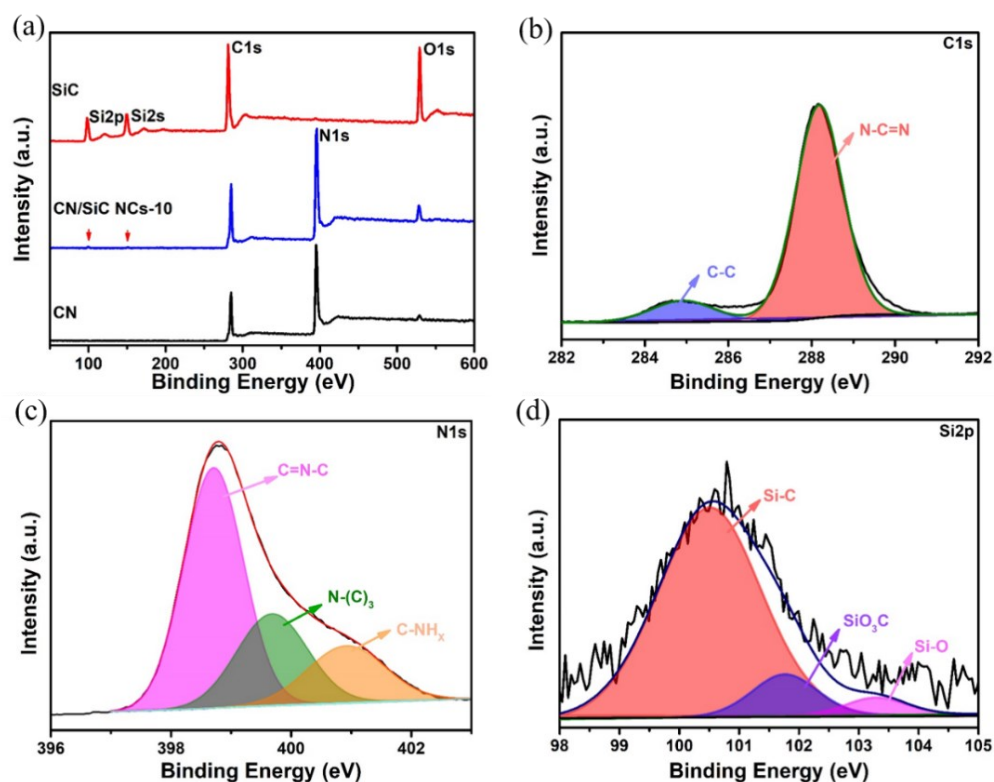 (a)
C1s
O1s
SiC
Si2p
Si2s
N1s
CN/SiC NCs-10
CN
Intensity (a.u.)
100 200 300 400 500 600
Binding Energy (eV)
(b)
C1s
N-C=N
C-C
Intensity (a.u.)
282 284 286 288 290 292
Binding Energy (eV)
(c)
N1s
C=N-C
N-(C)₃
C-NHₓ
Intensity (a.u.)
396 398 400 402
Binding Energy (eV)
(d)
Si2p
Si-C
SiO₃C
Si-O
Intensity (a.u.)
98 99 100 101 102 103 104 105
Binding Energy (eV)